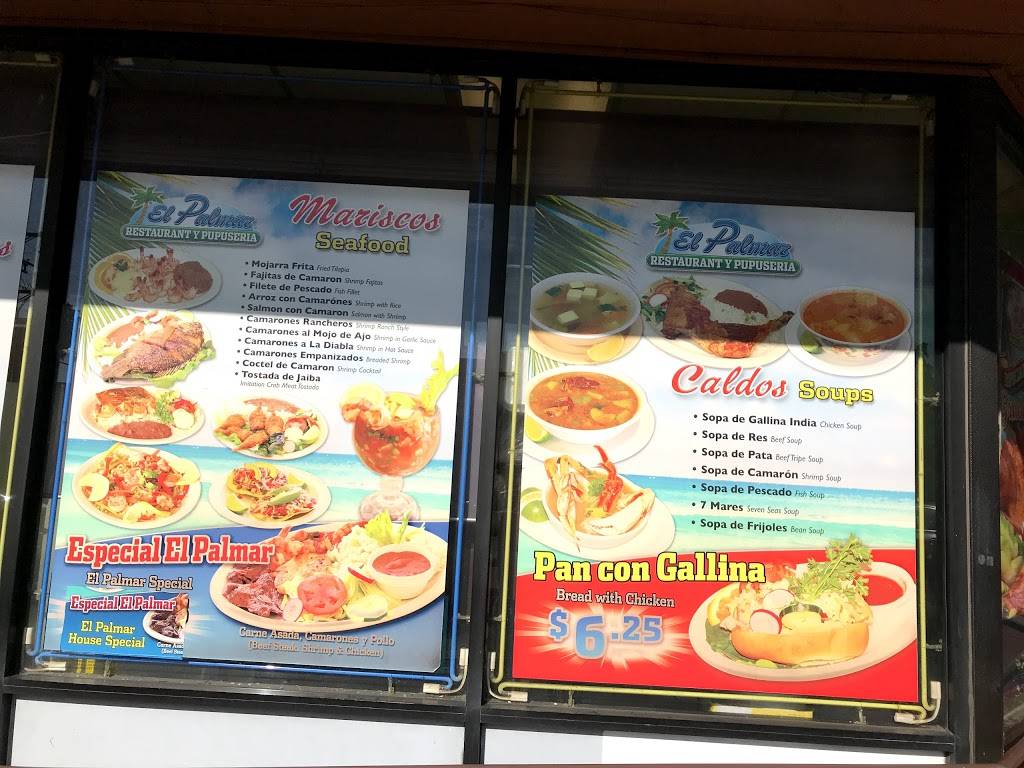 El Palmar
RESTAURANT Y PUPUSERIA
Mariscos
Seafood
• Mojarra Frita Fried Tilapia
• Fajitas de Camaron Shrimp Fajitas
• Filete de Pescado Fish Fillet
• Arroz con Camarónes Shrimp with Rice
• Salmon con Camaron Salmon with Shrimp
• Camarones Rancheros Shrimp Ranch Style
• Camarones al Mojo de Ajo Shrimp in Garlic Sauce
• Camarones a La Diabla Shrimp in Hot Sauce
• Camarones Empanizados Breaded Shrimp
• Coctel de Camaron Shrimp Cocktail
• Tostada de Jaiba
Imitation Crab Meat Tostada
Especial El Palmar
El Palmar Special
Especial El Palmar
El Palmar
House Special
Carne Asada, Camarones y Pollo
(Beef Steak, Shrimp & Chicken)
El Palmar
RESTAURANT Y PUPUSERIA
Caldos Soups
• Sopa de Gallina India Chicken Soup
• Sopa de Res Beef Soup
• Sopa de Pata Beef Tripe Soup
• Sopa de Camarón Shrimp Soup
• Sopa de Pescado Fish Soup
• 7 Mares Seven Seas Soup
• Sopa de Frijoles Bean Soup
Pan con Gallina
Bread with Chicken
$6.25